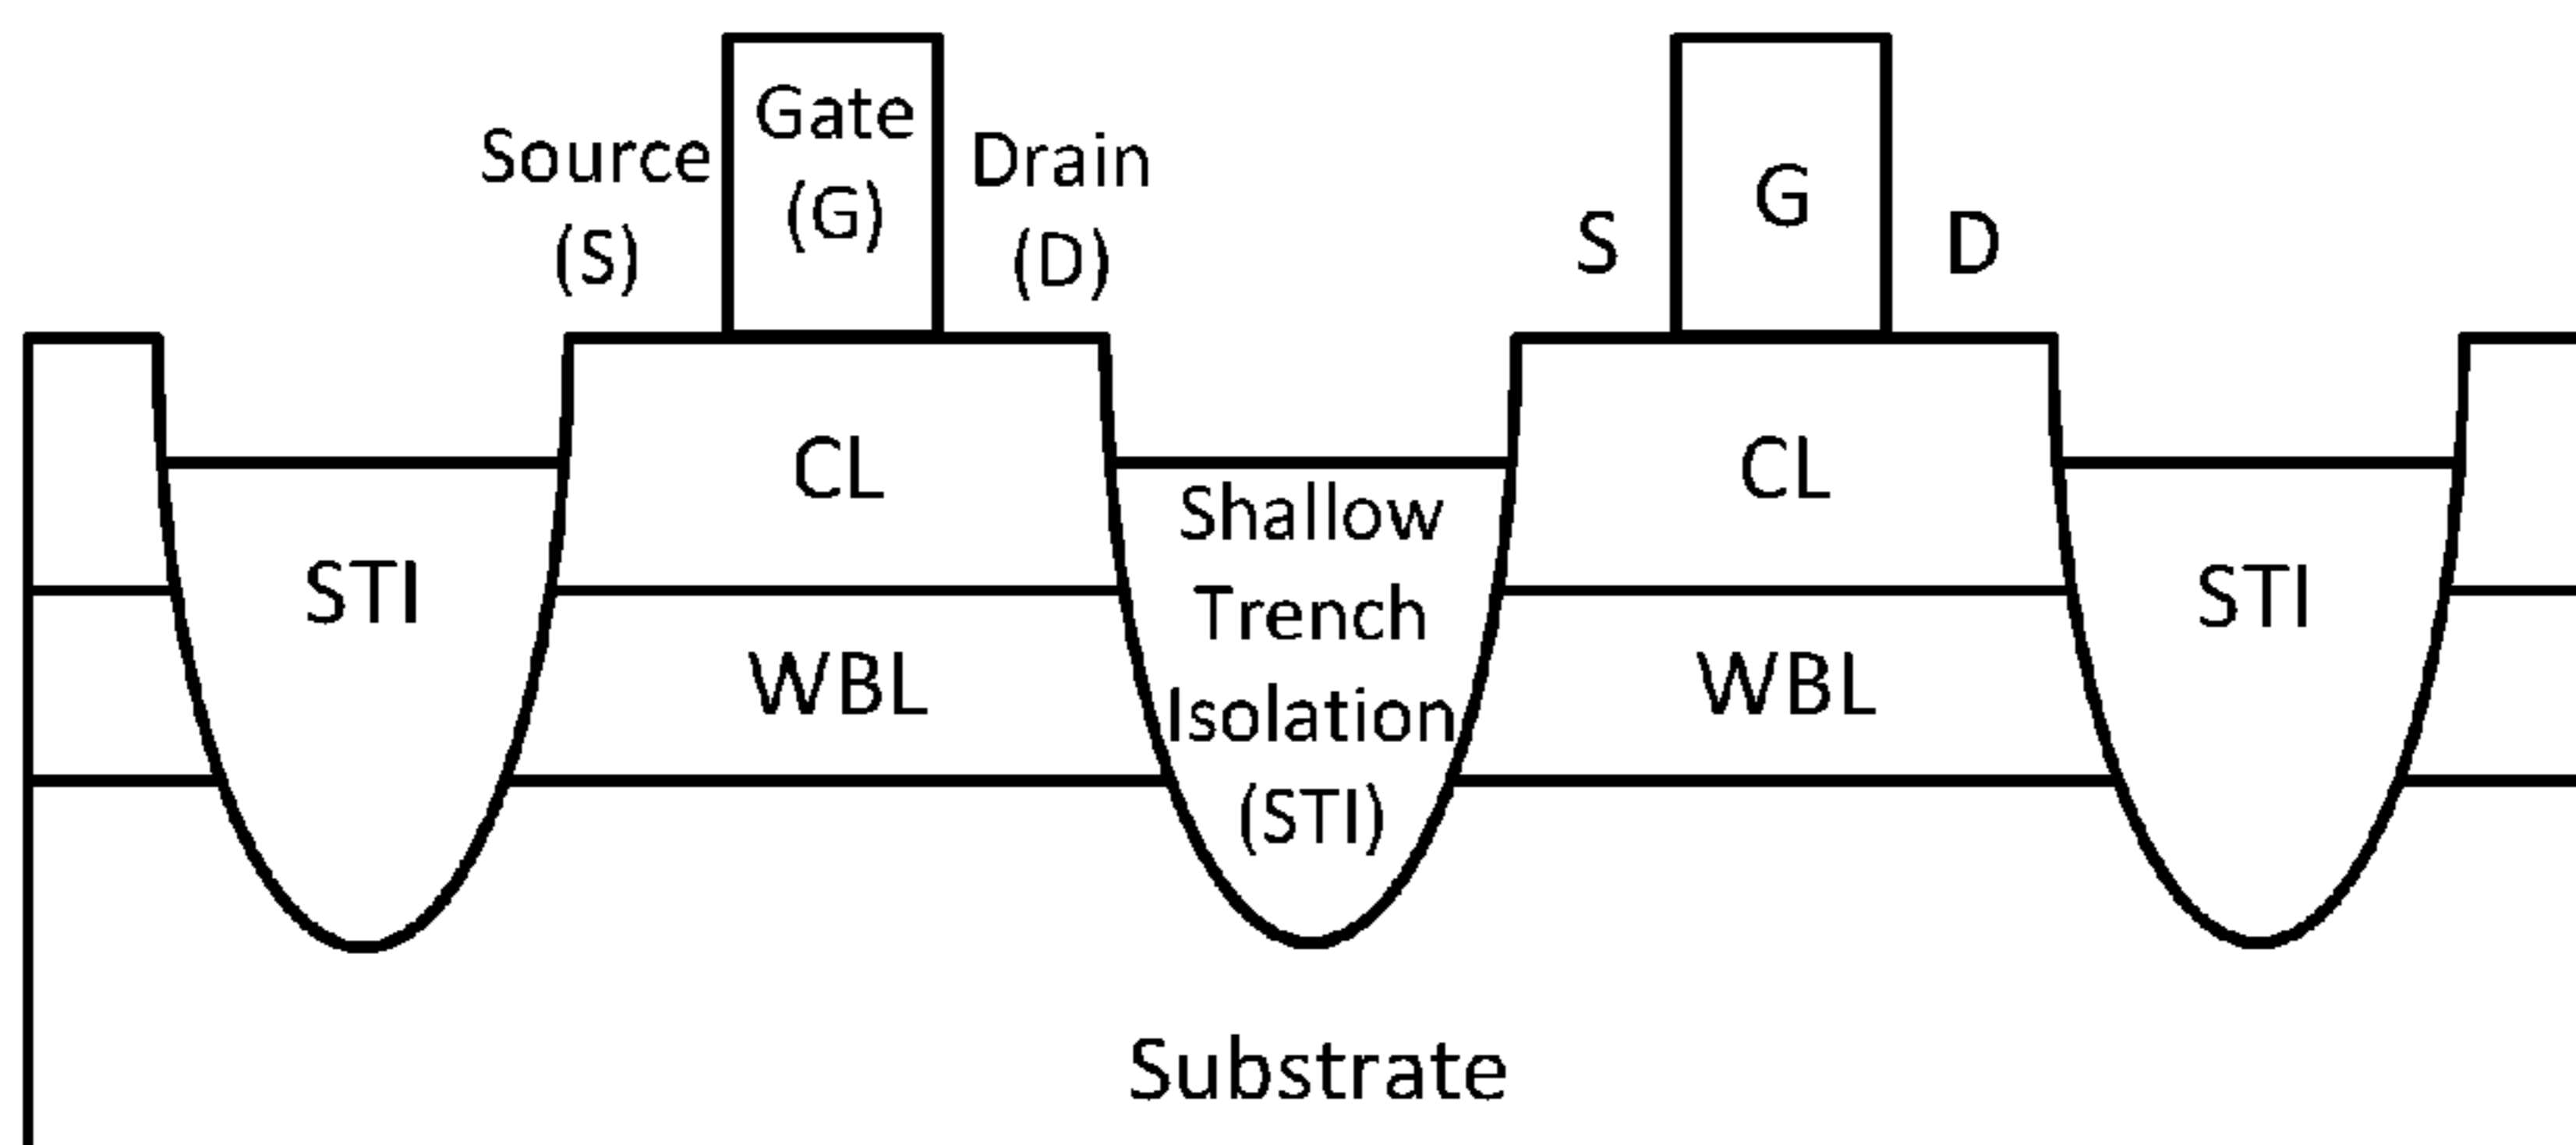 Source
(S)
Gate
(G)
Drain
(D)
S
G
D
STI
CL
WBL
Shallow
Trench
Isolation
(STI)
CL
WBL
STI
Substrate